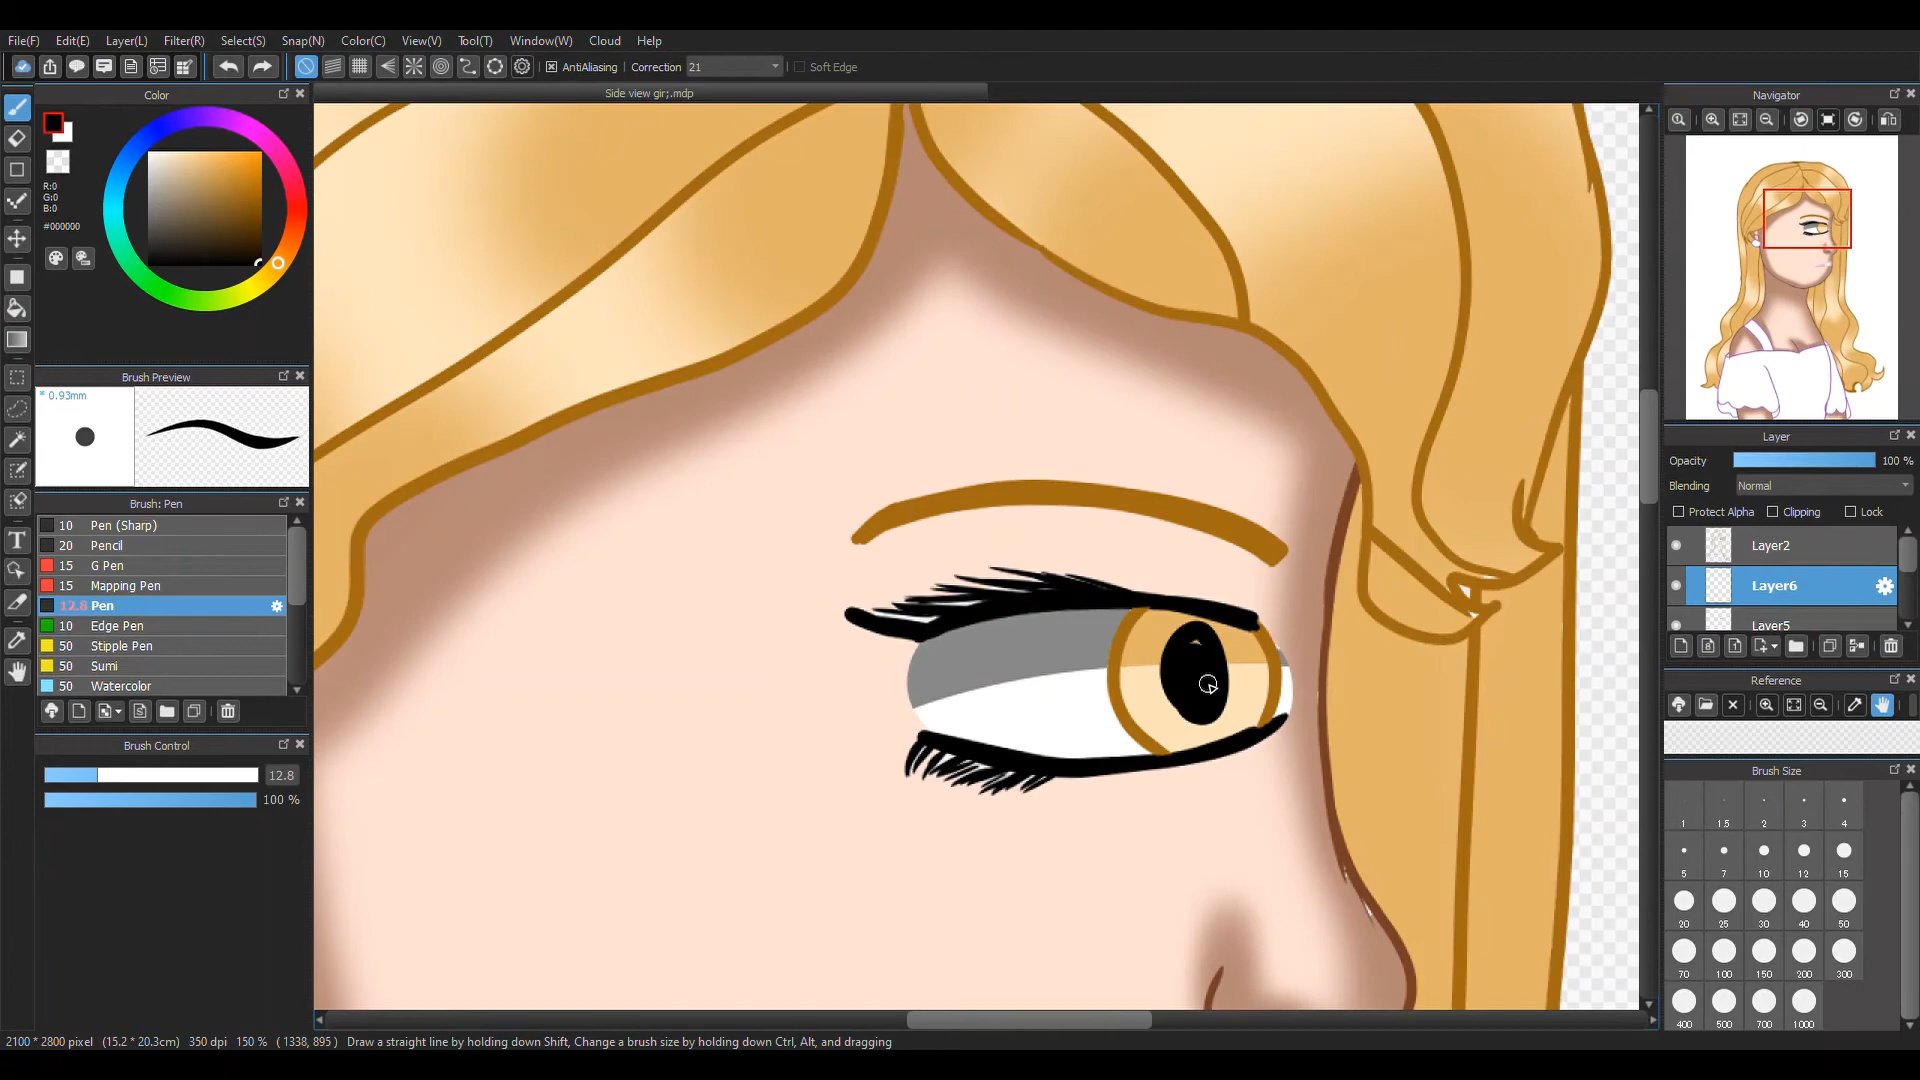 File(F) Edit(E) Layer(L) Filter(R) Select(S) Snap(N) Color(C) View(V) Tool(T) Window(W) Cloud Help
AntiAliasing Correction 21 Soft Edge
Color
Side view gir;.mdp
Navigator
R:0
G:0
B:0
#000000
Brush Preview
* 0.93mm
Brush: Pen
10 Pen (Sharp)
20 Pencil
15 G Pen
15 Mapping Pen
12.8 Pen
10 Edge Pen
50 Stipple Pen
50 Sumi
50 Watercolor
Brush Control
12.8
100 %
Layer
Opacity 100 %
Blending Normal
Protect Alpha Clipping Lock
Layer2
Layer6
Layer5
Reference
Brush Size
1 1.5 2 3 4
5 7 10 12 15
20 25 30 40 50
70 100 150 200 300
400 500 700 1000
2100 * 2800 pixel (15.2 * 20.3cm) 350 dpi 150 % ( 1338, 895 ) Draw a straight line by holding down Shift, Change a brush size by holding down Ctrl, Alt, and dragging